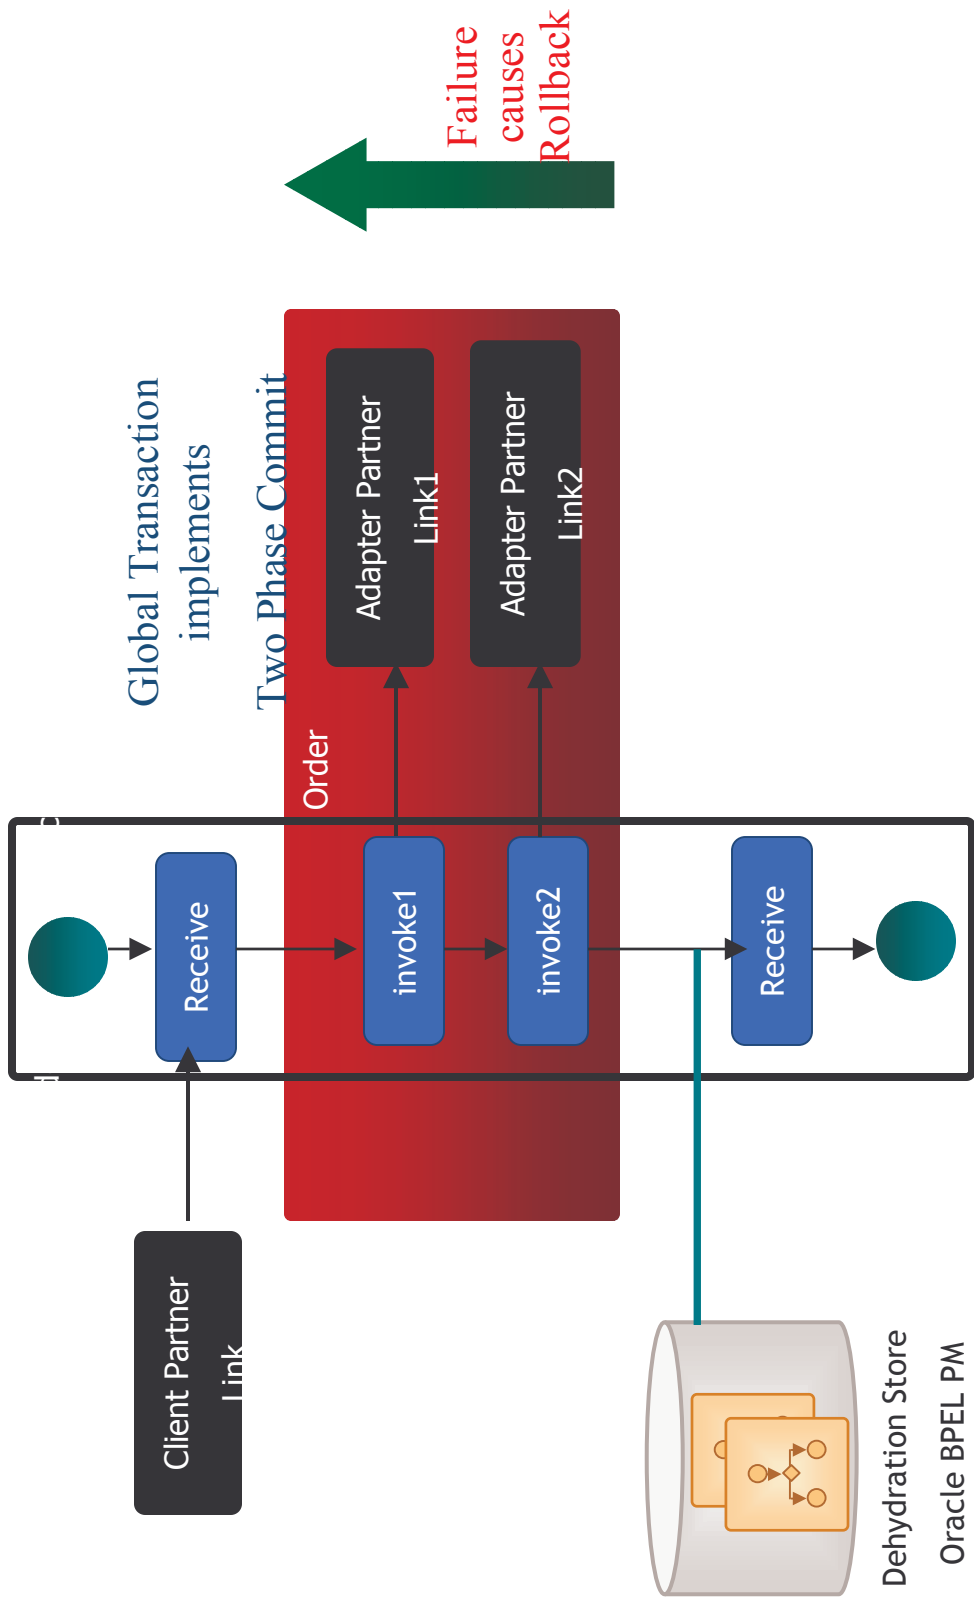 Failure
causes
Rollback
Global Transaction
implements
Two Phase Commit
Adapter Partner
Link1
Adapter Partner
Link2
Order
Receive
invoke1
invoke2
Receive
Client Partner
Link
Dehydration Store
Oracle BPEL PM